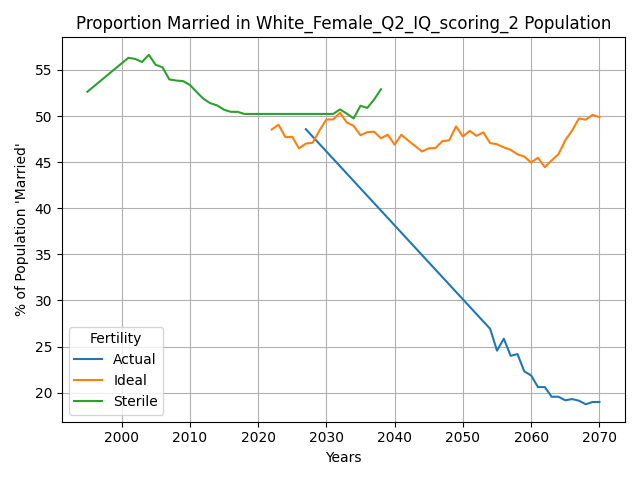 Proportion Married in White_Female_Q2_IQ_scoring_2 Population
% of Population 'Married'
55
50
45
40
35
30
25
20
Fertility
Actual
Ideal
Sterile
2000 2010 2020 2030 2040 2050 2060 2070
Years